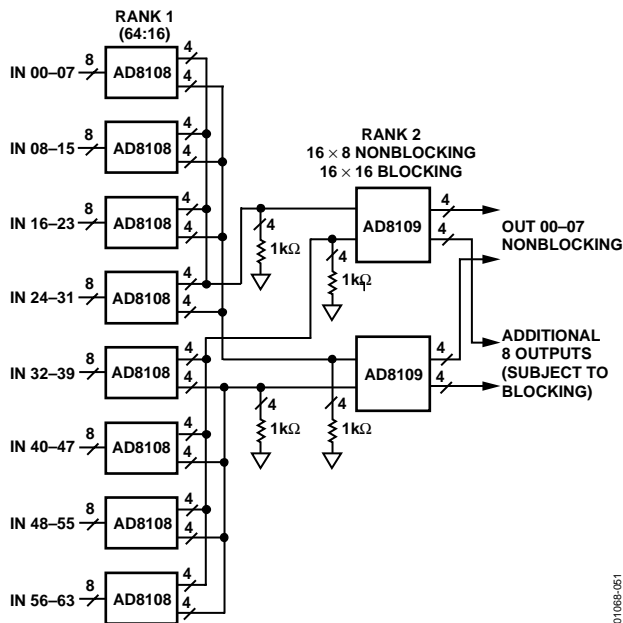 RANK 1
(64:16)
IN 00–07
8
AD8108
4
4
IN 08–15
8
AD8108
4
4
IN 16–23
8
AD8108
4
4
IN 24–31
8
AD8108
4
4
IN 32–39
8
AD8108
4
4
IN 40–47
8
AD8108
4
4
IN 48–55
8
AD8108
4
4
IN 56–63
8
AD8108
4
4
RANK 2
16 × 8 NONBLOCKING
16 × 16 BLOCKING
4
1kΩ
4
1kΩ
AD8109
4
4
4
1kΩ
4
1kΩ
AD8109
4
4
OUT 00–07
NONBLOCKING
ADDITIONAL
8 OUTPUTS
(SUBJECT TO
BLOCKING)
01068-051